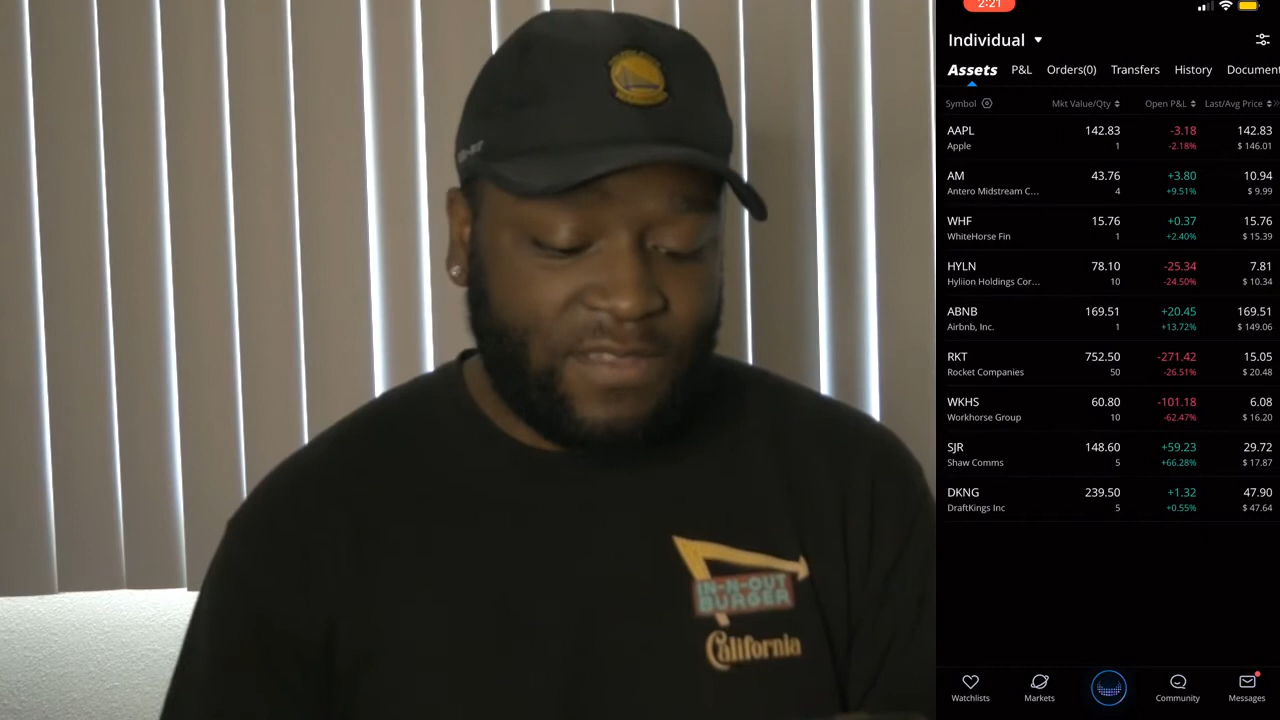 IN-N-OUT
BURGER
California
2:21
Individual
Assets P&L Orders(0) Transfers History Document
Symbol Mkt Value/Qty Open P&L Last/Avg Price
AAPL 142.83 -3.18 142.83
Apple 1 -2.18% $ 146.01
AM 43.76 +3.80 10.94
Antero Midstream C... 4 +9.51% $ 9.99
WHF 15.76 +0.37 15.76
WhiteHorse Fin 1 +2.40% $ 15.39
HYLN 78.10 -25.34 7.81
Hyliion Holdings Cor... 10 -24.50% $ 10.34
ABNB 169.51 +20.45 169.51
Airbnb, Inc. 1 +13.72% $ 149.06
RKT 752.50 -271.42 15.05
Rocket Companies 50 -26.51% $ 20.48
WKHS 60.80 -101.18 6.08
Workhorse Group 10 -62.47% $ 16.20
SJR 148.60 +59.23 29.72
Shaw Comms 5 +66.28% $ 17.87
DKNG 239.50 +1.32 47.90
DraftKings Inc 5 +0.55% $ 47.64
Watchlists Markets Community Messages